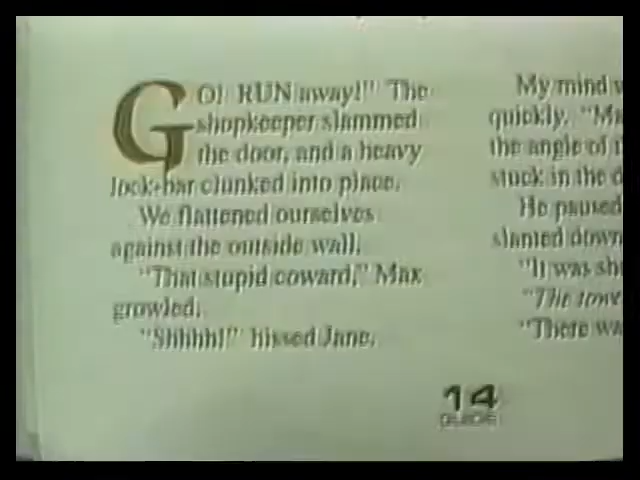 GO! RUN away!" The
shopkeeper slammed
the door, and a heavy
lock-bar clunked into place.
We flattened ourselves
against the outside wall.
"That stupid coward," Max
growled.
"Shhhh!" hissed Jane.
My mind
quickly.
the angle of
stuck in the
He paused
slanted down
"It was
"The
"There
14
GUIDE